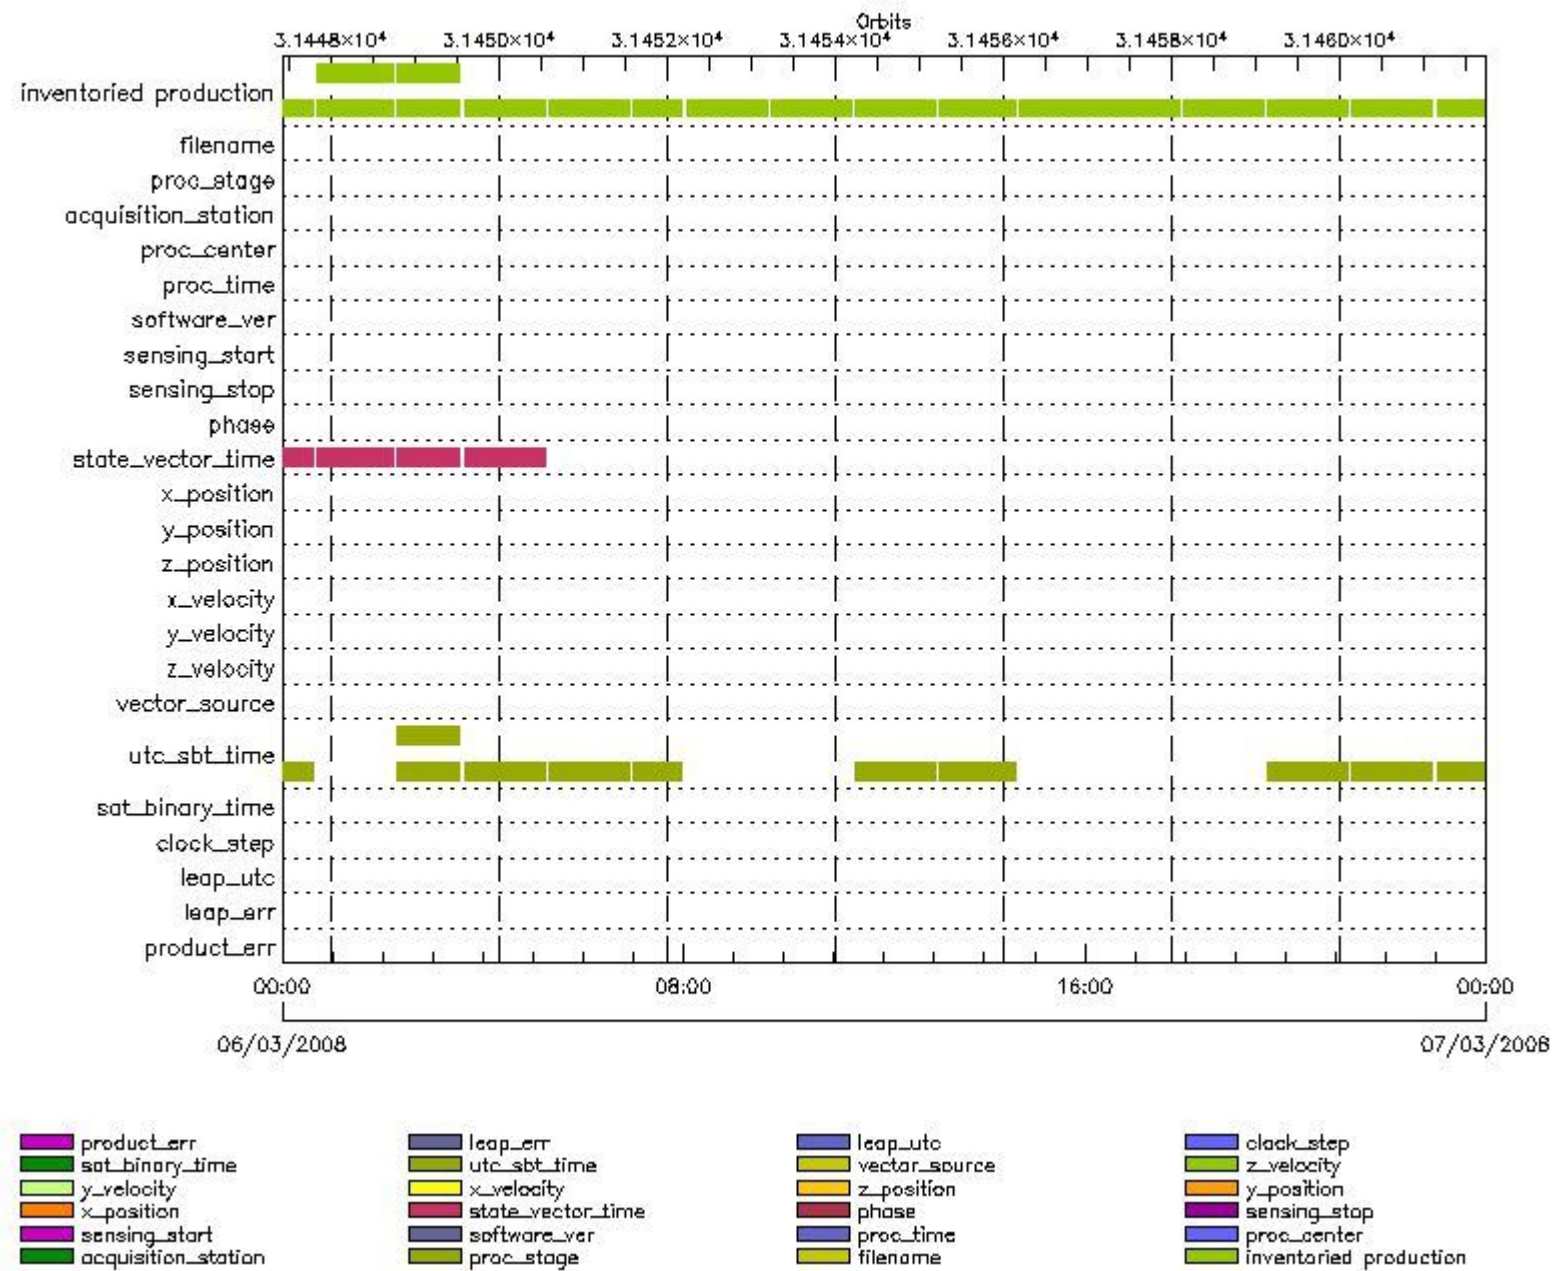 Orbits
3.1448×10⁴ 3.1450×10⁴ 3.1452×10⁴ 3.1454×10⁴ 3.1456×10⁴ 3.1458×10⁴ 3.1460×10⁴
inventoried production
filename
proc_stage
acquisition_station
proc_center
proc_time
software_ver
sensing_start
sensing_stop
phase
state_vector_time
x_position
y_position
z_position
x_velocity
y_velocity
z_velocity
vector_source
utc_sbt_time
sat_binary_time
clock_step
leap_utc
leap_err
product_err
00:00 08:00 16:00 00:00
06/03/2008 07/03/2008
product_err leap_err leap_utc clock_step
sat_binary_time utc_sbt_time vector_source z_velocity
y_velocity x_velocity z_position y_position
x_position state_vector_time phase sensing_stop
sensing_start software_ver proc_time proc_center
acquisition_station proc_stage filename inventoried production